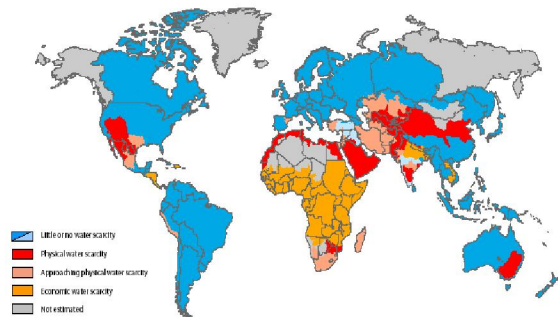 Little or no water scarcity
Physical water scarcity
Approaching physical water scarcity
Economic water scarcity
Not estimated